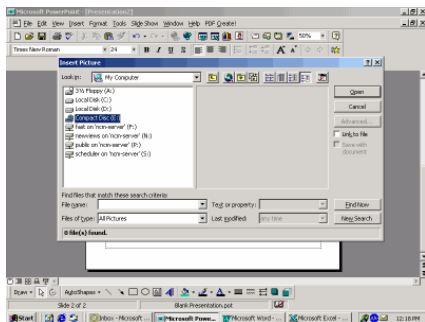 Microsoft PowerPoint - [Presentation2]
File Edit View Insert Format Tools Slide Show Window Help PDF Create!
50%
Times New Roman 24 B I U S
Insert Picture
Look in: My Computer
3½ Floppy (A:)
Local Disk (C:)
Local Disk (D:)
Compact Disc (E:)
fast on 'ncm-server' (F:)
newviews on 'ncm-server' (N:)
public on 'ncm-server' (P:)
scheduler on 'ncm-server' (S:)
Open
Cancel
Advanced...
Link to file
Save with document
Find files that match these search criteria:
File name: Text or property: Find Now
Files of type: All Pictures Last modified: any time New Search
0 file(s) found.
Draw AutoShapes
Slide 2 of 2 Blank Presentation.pot
Start Inbox - Microsoft ... Microsoft Powe... Microsoft Word - ... Microsoft Excel - ... 12:18 PM